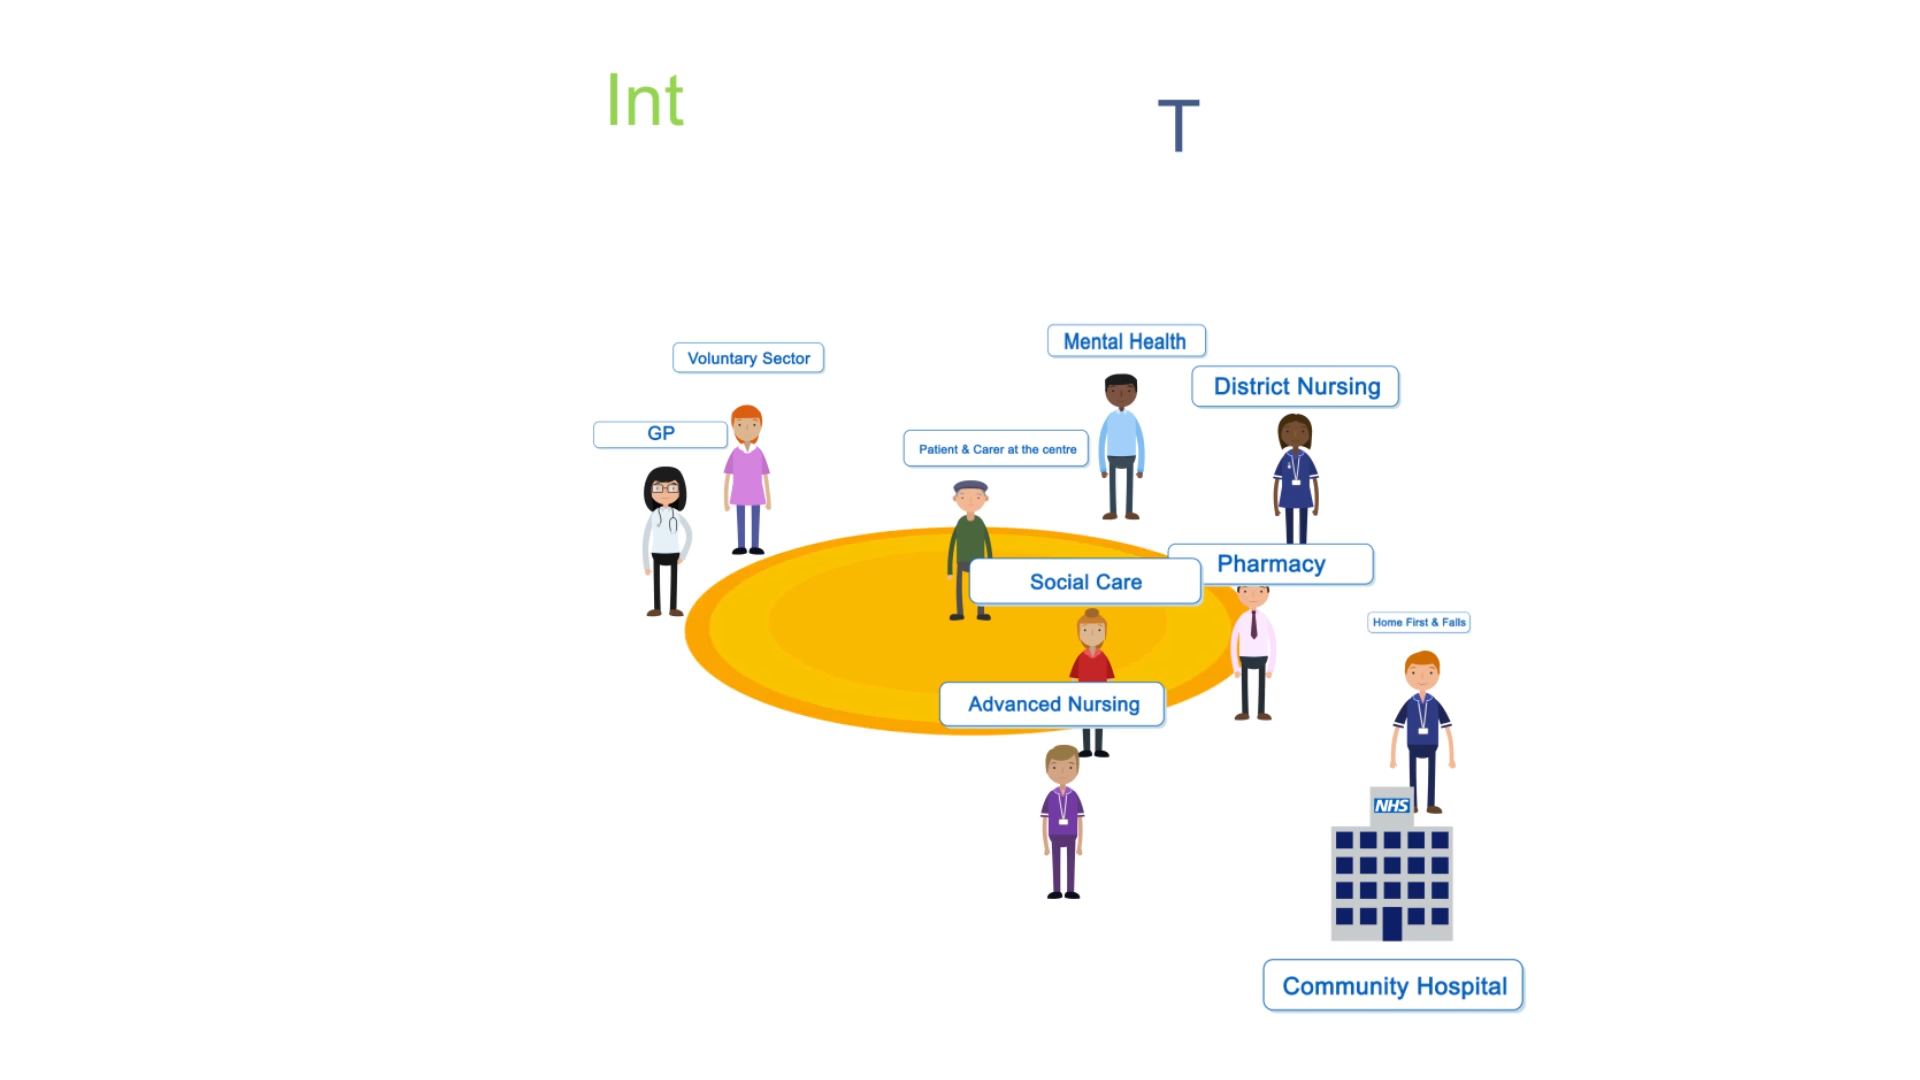 Int
T
Mental Health
Voluntary Sector
District Nursing
GP
Patient & Carer at the centre
Pharmacy
Social Care
Home First & Falls
Advanced Nursing
NHS
Community Hospital